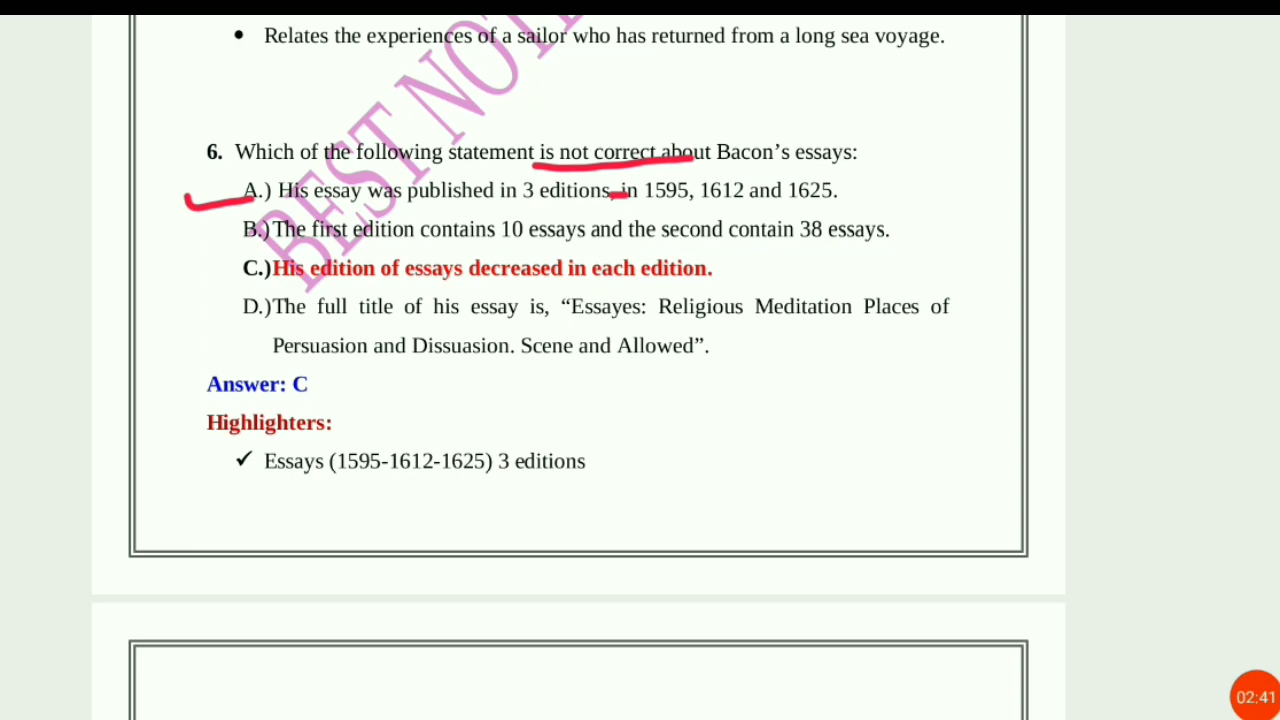 • Relates the experiences of a sailor who has returned from a long sea voyage.
6. Which of the following statement is not correct about Bacon’s essays:
A.) His essay was published in 3 editions, in 1595, 1612 and 1625.
B.)The first edition contains 10 essays and the second contain 38 essays.
C.)His edition of essays decreased in each edition.
D.)The full title of his essay is, “Essayes: Religious Meditation Places of
Persuasion and Dissuasion. Scene and Allowed”.
Answer: C
Highlighters:
✓ Essays (1595-1612-1625) 3 editions
BEST NOT
02:41